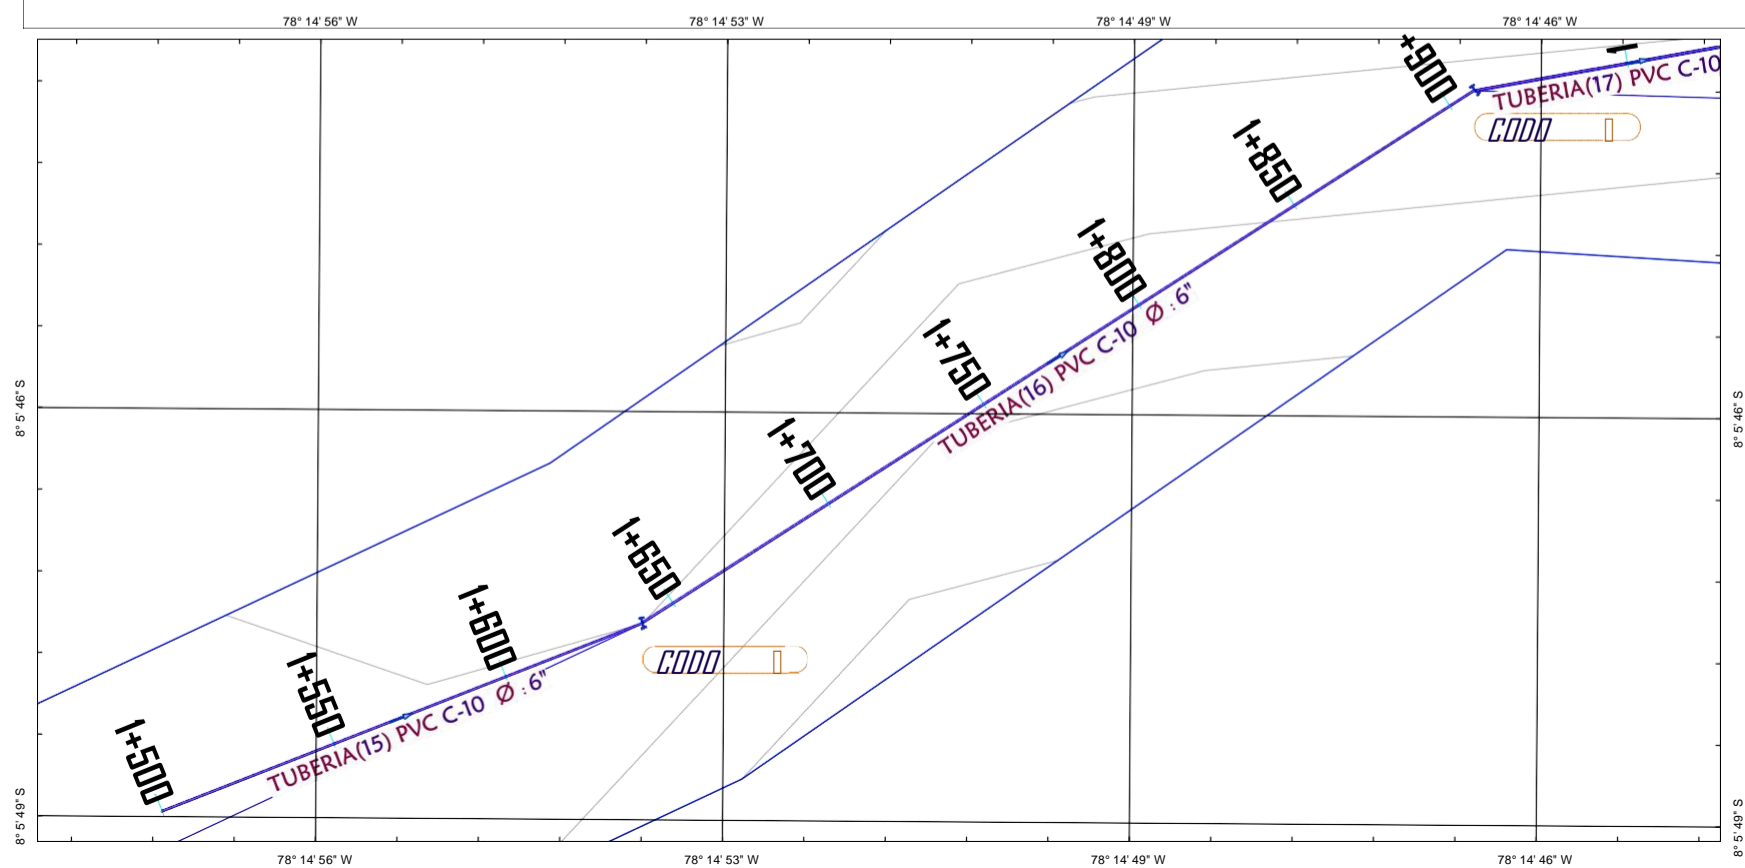 78° 14' 56" W
78° 14' 53" W
78° 14' 49" W
78° 14' 46" W
+900
1
TUBERIA(17) PVC C-10
CODO
1+850
1+800
TUBERIA(16) PVC C-10 Ø : 6"
1+750
8° 5' 46" S
8° 5' 46" S
1+700
1+650
1+600
CODO
1+550
TUBERIA(15) PVC C-10 Ø : 6"
1+500
8° 5' 49" S
8° 5' 49" S
78° 14' 56" W
78° 14' 53" W
78° 14' 49" W
78° 14' 46" W